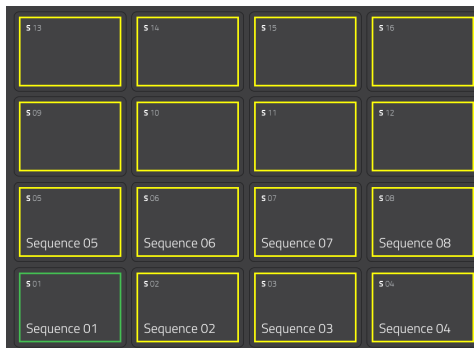 S 13
S 14
S 15
S 16
S 09
S 10
S 11
S 12
S 05
Sequence 05
S 06
Sequence 06
S 07
Sequence 07
S 08
Sequence 08
S 01
Sequence 01
S 02
Sequence 02
S 03
Sequence 03
S 04
Sequence 04